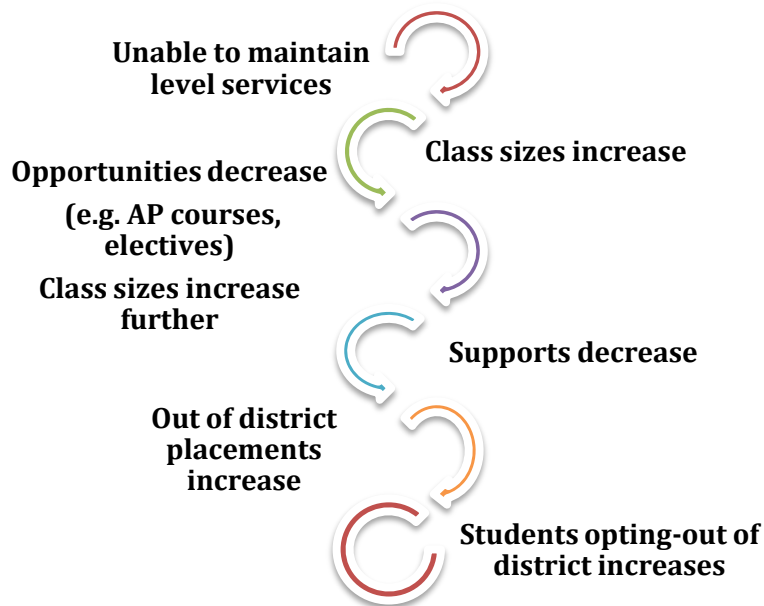 Unable to maintain
level services
Class sizes increase
Opportunities decrease
(e.g. AP courses,
electives)
Class sizes increase
further
Supports decrease
Out of district
placements
increase
Students opting-out of
district increases